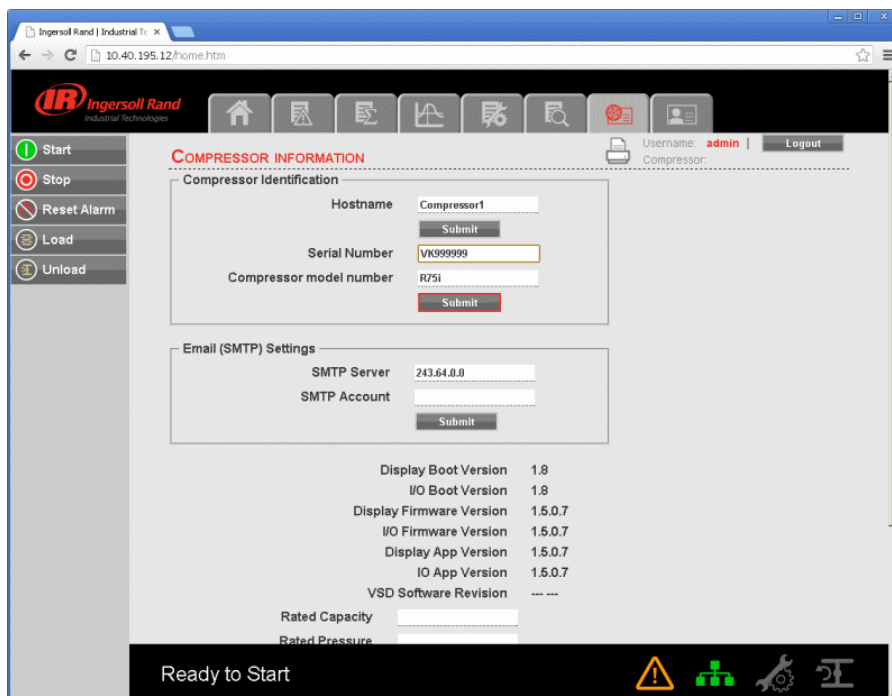 Ingersoll Rand | Industrial Te
10.40.195.12/home.htm
IR Ingersoll Rand
Industrial Technologies
Start
Stop
Reset Alarm
Load
Unload
Username: admin | Logout
Compressor:
COMPRESSOR INFORMATION
Compressor Identification
Hostname Compressor1
Submit
Serial Number VK999999
Compressor model number R75i
Submit
Email (SMTP) Settings
SMTP Server 243.64.0.0
SMTP Account
Submit
Display Boot Version 1.8
I/O Boot Version 1.8
Display Firmware Version 1.5.0.7
I/O Firmware Version 1.5.0.7
Display App Version 1.5.0.7
IO App Version 1.5.0.7
VSD Software Revision --- ---
Rated Capacity
Rated Pressure
Ready to Start